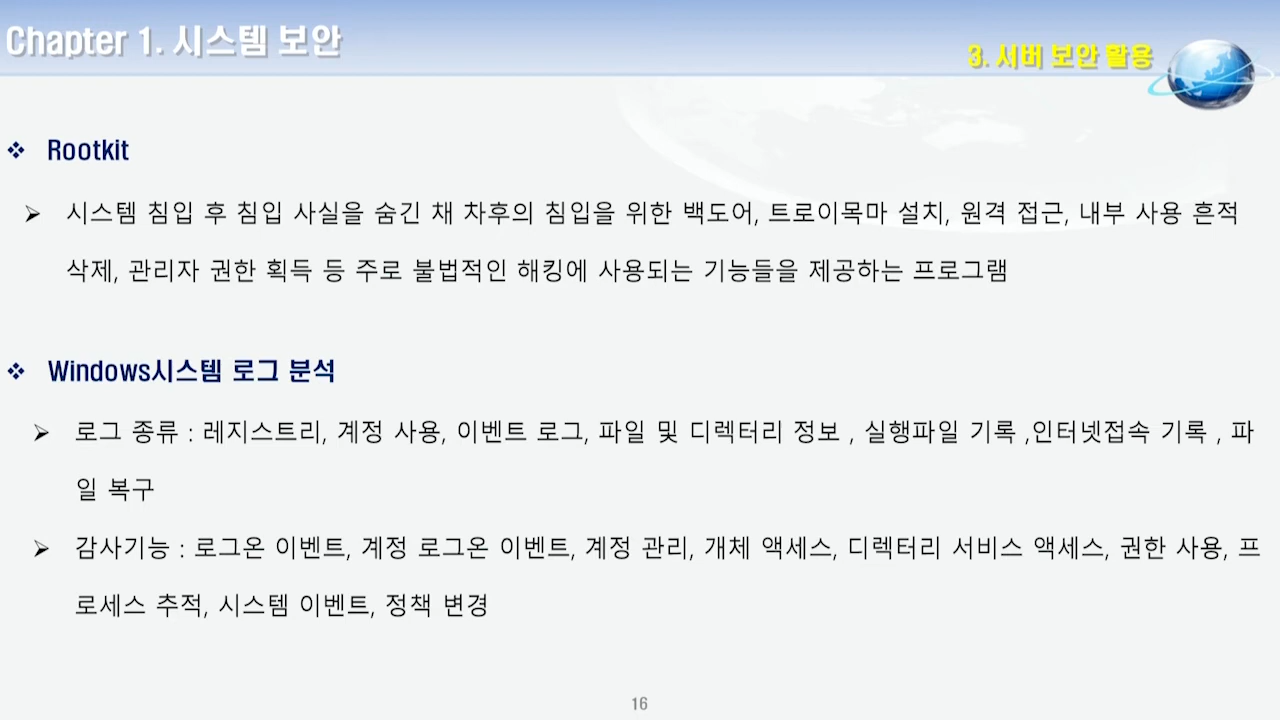 Chapter 1. 시스템 보안
3. 서버 보안 활용
❖ Rootkit
➢ 시스템 침입 후 침입 사실을 숨긴 채 차후의 침입을 위한 백도어, 트로이목마 설치, 원격 접근, 내부 사용 흔적
삭제, 관리자 권한 획득 등 주로 불법적인 해킹에 사용되는 기능들을 제공하는 프로그램
❖ Windows시스템 로그 분석
➢ 로그 종류 : 레지스트리, 계정 사용, 이벤트 로그, 파일 및 디렉터리 정보 , 실행파일 기록 ,인터넷접속 기록 , 파
일 복구
➢ 감사기능 : 로그온 이벤트, 계정 로그온 이벤트, 계정 관리, 개체 액세스, 디렉터리 서비스 액세스, 권한 사용, 프
로세스 추적, 시스템 이벤트, 정책 변경
16